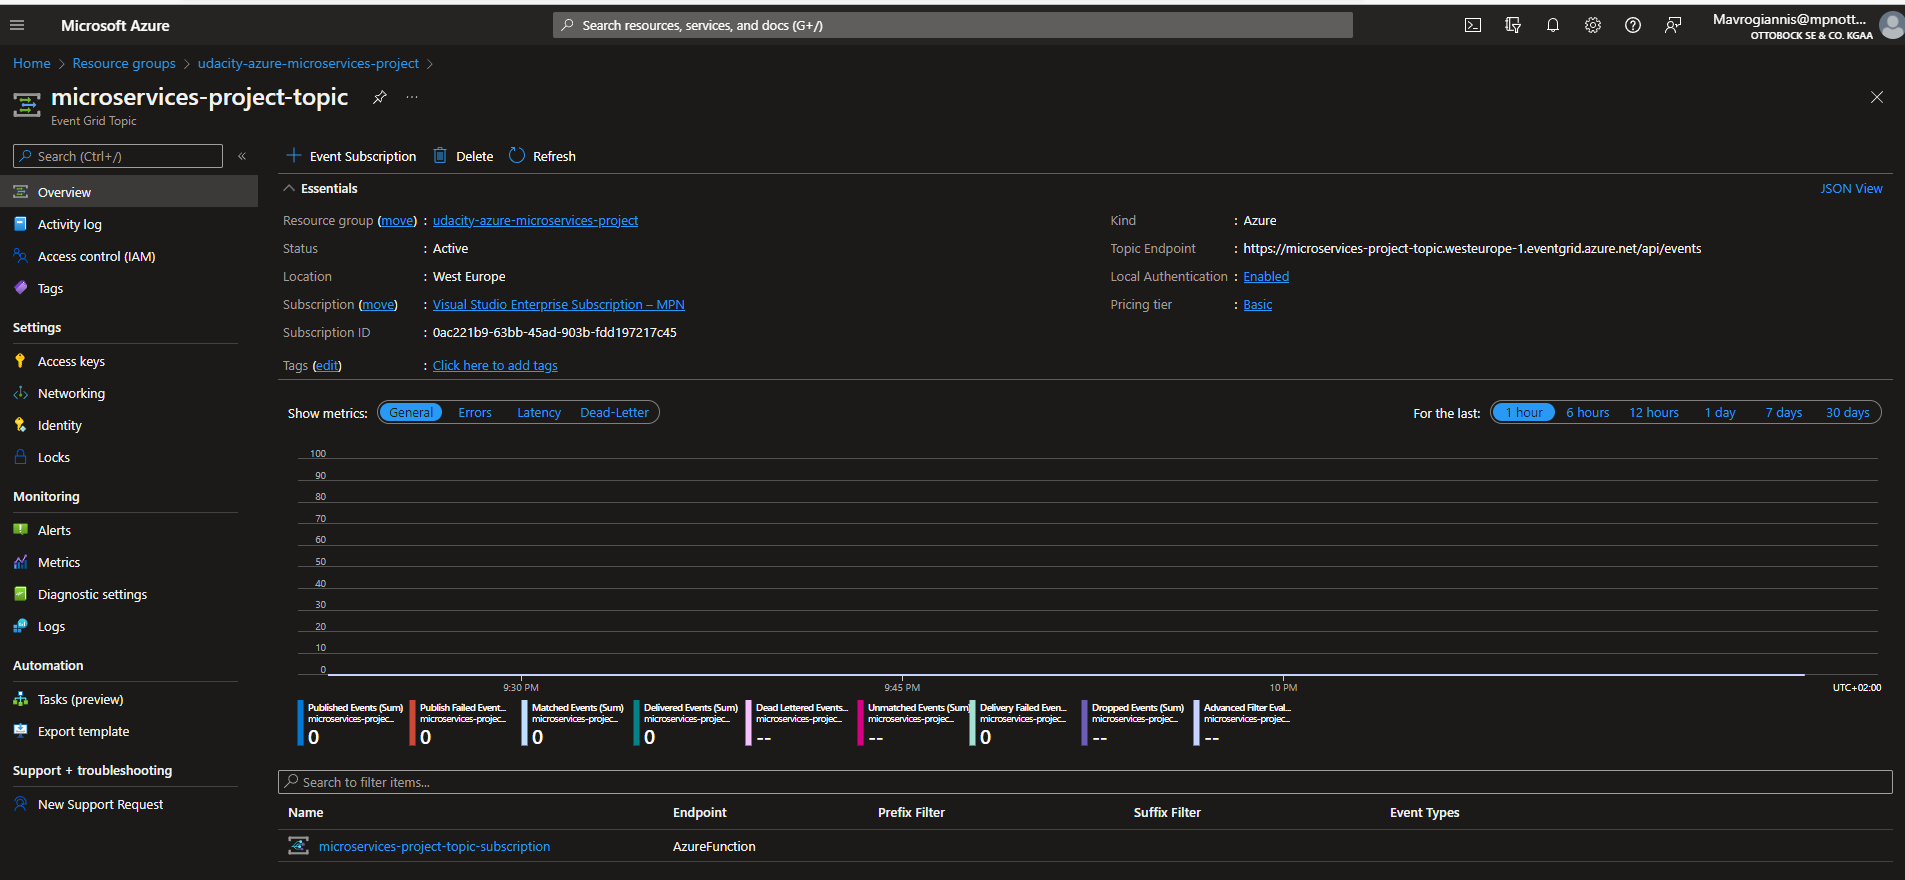 Microsoft Azure
Search resources, services, and docs (G+/)
Mavrogiannis@mpnott...
OTTOBOCK SE & CO. KGAA
Home > Resource groups > udacity-azure-microservices-project >
microservices-project-topic ...
Event Grid Topic
Search (Ctrl+/) «
Overview
Activity log
Access control (IAM)
Tags
Settings
Access keys
Networking
Identity
Locks
Monitoring
Alerts
Metrics
Diagnostic settings
Logs
Automation
Tasks (preview)
Export template
Support + troubleshooting
New Support Request
Event Subscription Delete Refresh
Essentials JSON View
Resource group (move) : udacity-azure-microservices-project
Status : Active
Location : West Europe
Subscription (move) : Visual Studio Enterprise Subscription – MPN
Subscription ID : 0ac221b9-63bb-45ad-903b-fdd197217c45
Tags (edit) : Click here to add tags
Kind : Azure
Topic Endpoint : https://microservices-project-topic.westeurope-1.eventgrid.azure.net/api/events
Local Authentication : Enabled
Pricing tier : Basic
Show metrics: General Errors Latency Dead-Letter
For the last: 1 hour 6 hours 12 hours 1 day 7 days 30 days
100
90
80
70
60
50
40
30
20
10
0
9:30 PM 9:45 PM 10 PM UTC+02:00
Published Events (Sum)
microservices-projec...
0
Publish Failed Event...
microservices-projec...
0
Matched Events (Sum)
microservices-projec...
0
Delivered Events (Sum)
microservices-projec...
0
Dead Lettered Events...
microservices-projec...
--
Unmatched Events (Sum)
microservices-projec...
--
Delivery Failed Even...
microservices-projec...
0
Dropped Events (Sum)
microservices-projec...
--
Advanced Filter Eval...
microservices-projec...
--
Search to filter items...
Name Endpoint Prefix Filter Suffix Filter Event Types
microservices-project-topic-subscription AzureFunction